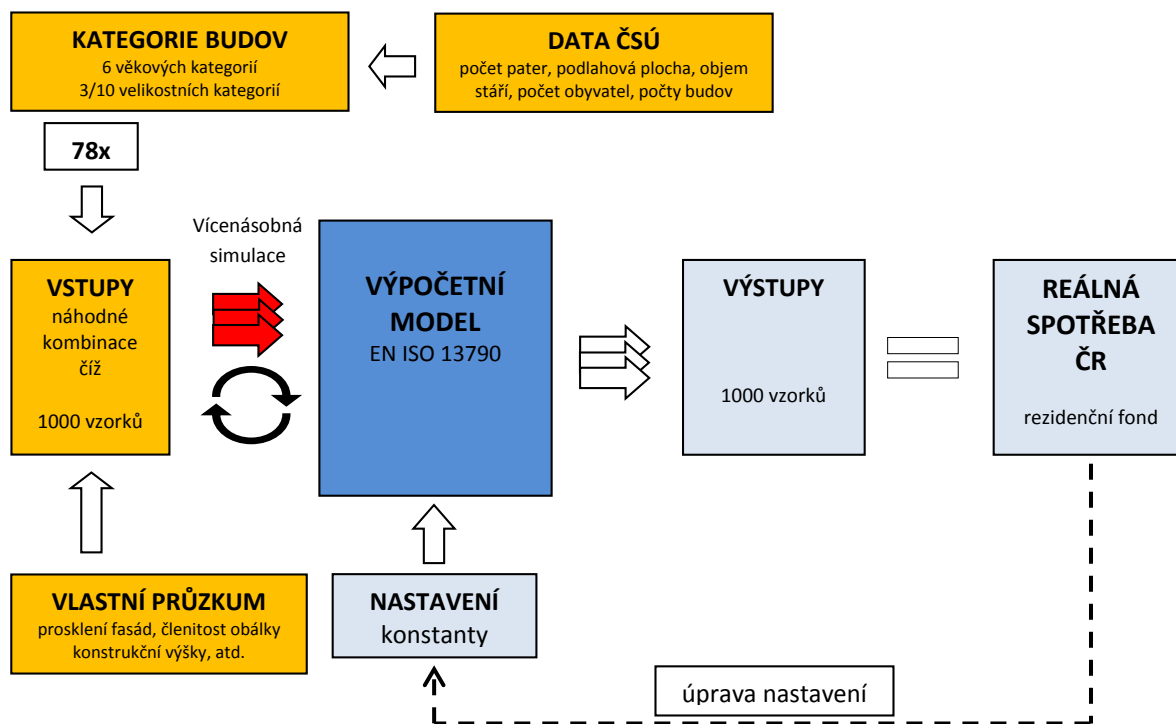 KATEGORIE BUDOV
6 věkových kategorií
3/10 velikostních kategorií
DATA ČSÚ
počet pater, podlahová plocha, objem
stáří, počet obyvatel, počty budov
78x
Vícenásobná
simulace
VSTUPY
náhodné
kombinace
číž
1000 vzorků
VÝPOČETNÍ
MODEL
EN ISO 13790
VÝSTUPY
1000 vzorků
REÁLNÁ
SPOTŘEBA
ČR
rezidenční fond
VLASTNÍ PRŮZKUM
prosklení fasád, členitost obálky
konstrukční výšky, atd.
NASTAVENÍ
konstanty
úprava nastavení